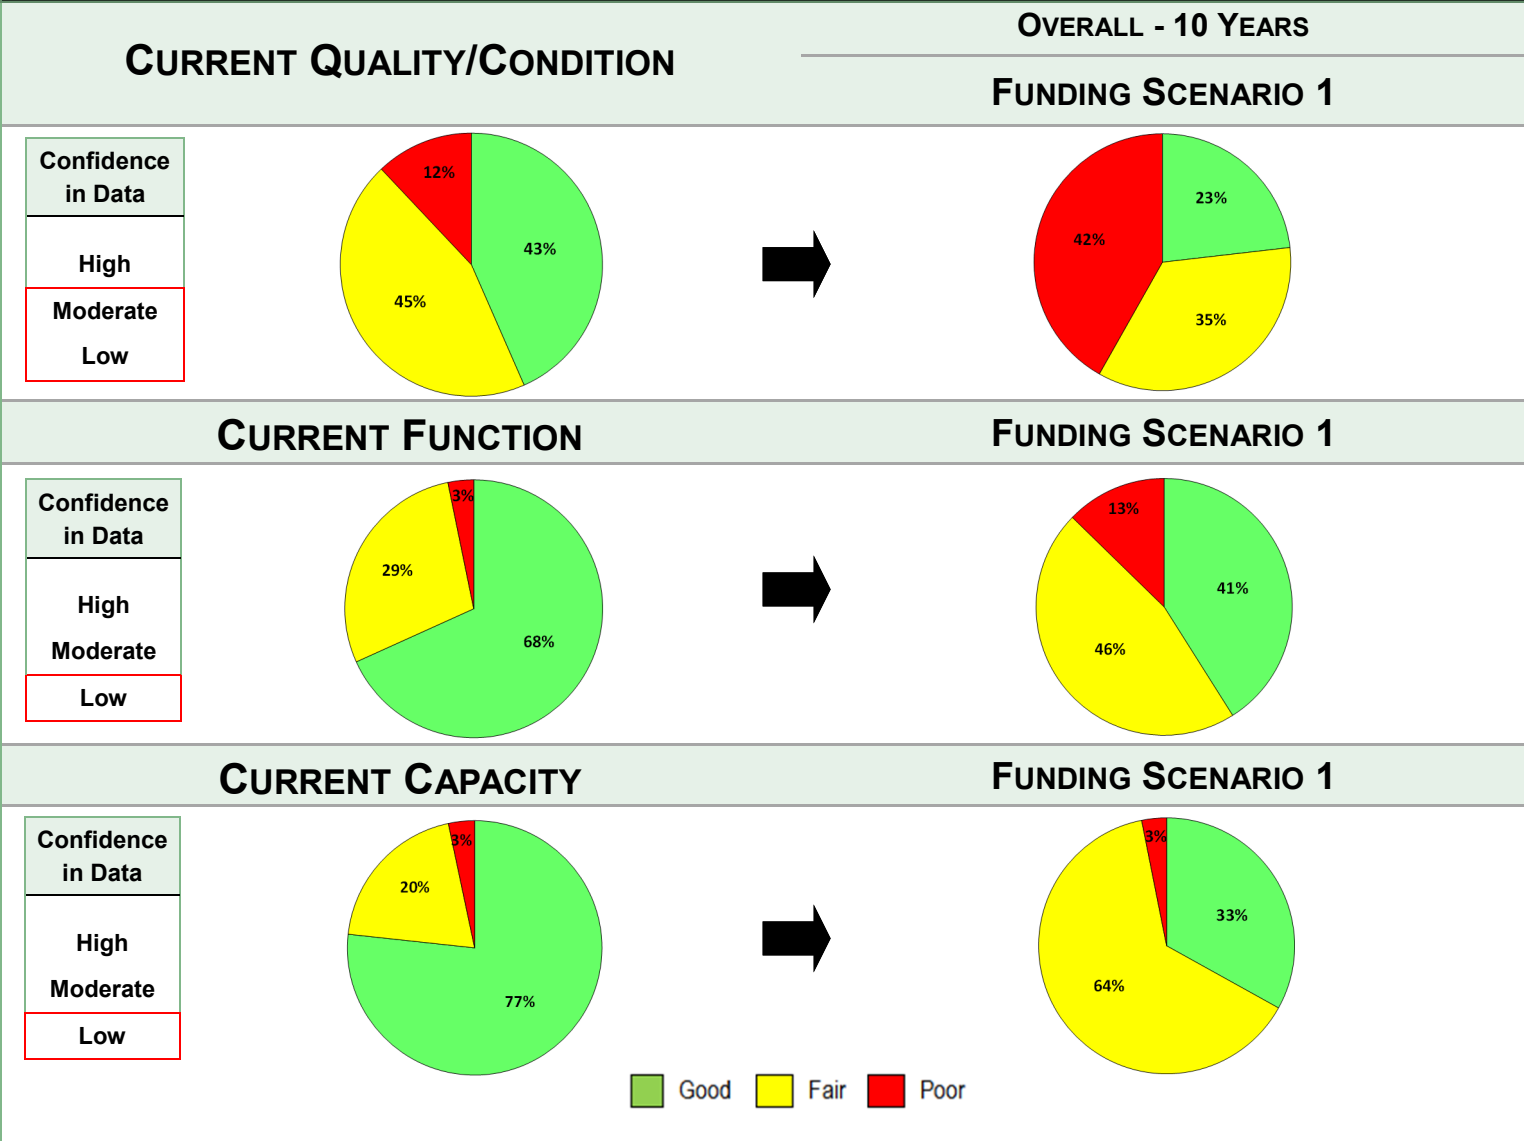 CURRENT QUALITY/CONDITION
OVERALL - 10 YEARS
FUNDING SCENARIO 1
Confidence
in Data
High
Moderate
Low
12%
43%
45%
23%
42%
35%
CURRENT FUNCTION
FUNDING SCENARIO 1
Confidence
in Data
High
Moderate
Low
3%
29%
68%
13%
41%
46%
CURRENT CAPACITY
FUNDING SCENARIO 1
Confidence
in Data
High
Moderate
Low
3%
20%
77%
3%
33%
64%
Good Fair Poor